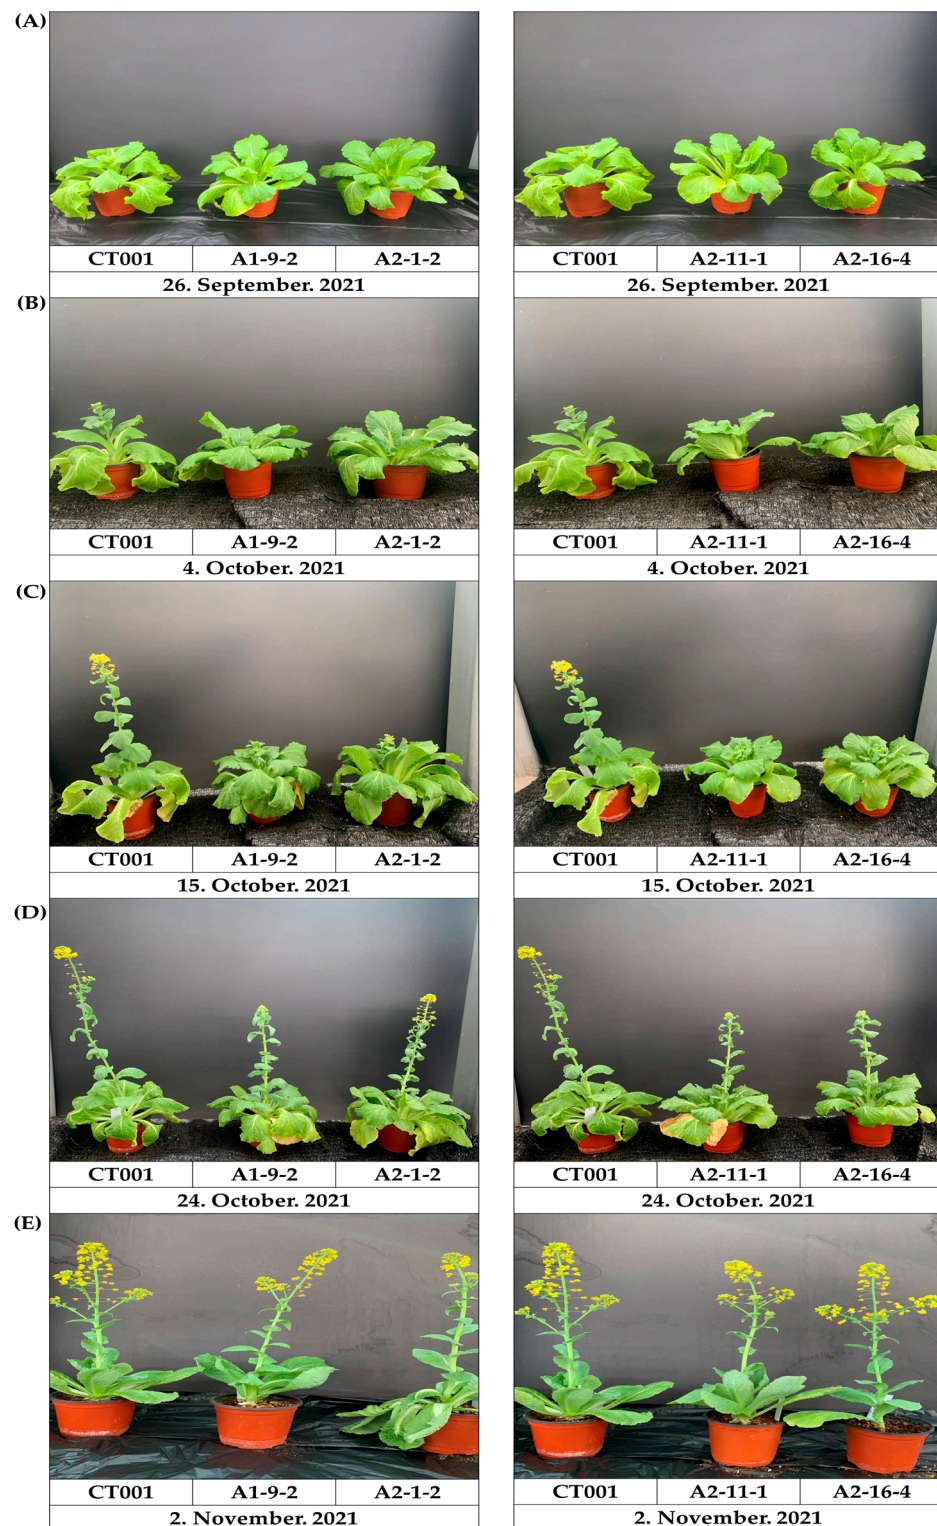 (A)
CT001 A1-9-2 A2-1-2 CT001 A2-11-1 A2-16-4
26. September. 2021 26. September. 2021
(B)
CT001 A1-9-2 A2-1-2 CT001 A2-11-1 A2-16-4
4. October. 2021 4. October. 2021
(C)
CT001 A1-9-2 A2-1-2 CT001 A2-11-1 A2-16-4
15. October. 2021 15. October. 2021
(D)
CT001 A1-9-2 A2-1-2 CT001 A2-11-1 A2-16-4
24. October. 2021 24. October. 2021
(E)
CT001 A1-9-2 A2-1-2 CT001 A2-11-1 A2-16-4
2. November. 2021 2. November. 2021